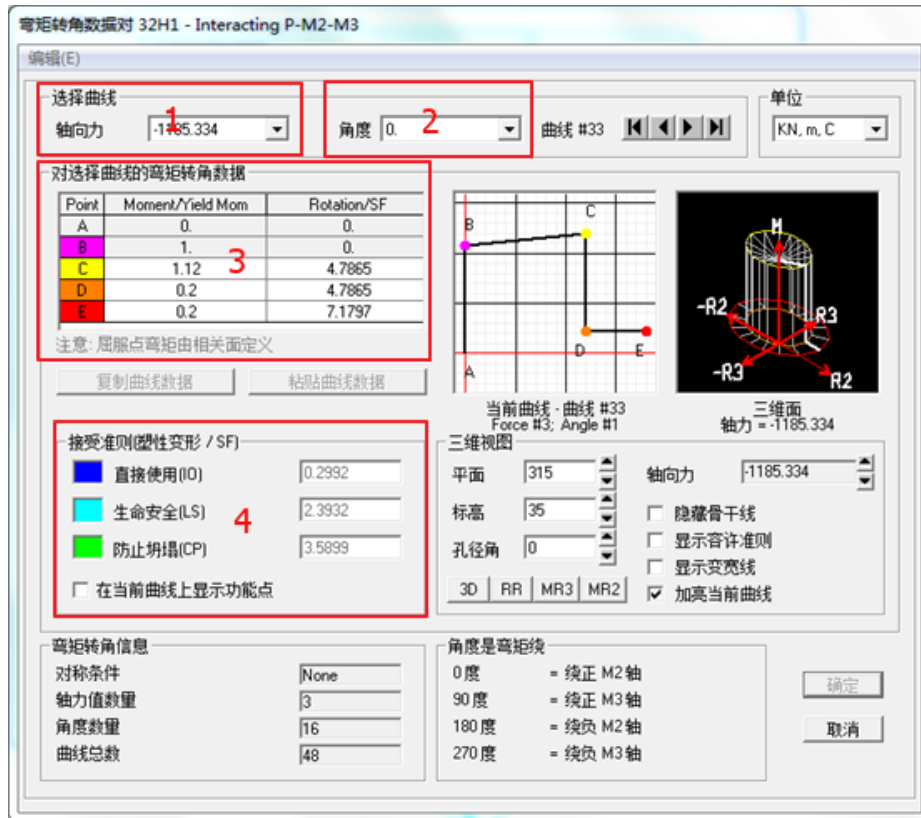 弯矩转角数据对 32H1 - Interacting P-M2-M3
编辑(E)
选择曲线
轴向力 -1185.334
1
角度 0.
2
曲线 #33
单位
KN, m, C
对选择曲线的弯矩转角数据
Point Moment/Yield Mom Rotation/SF
A 0. 0.
B 1. 0.
C 1.12 4.7865
D 0.2 4.7865
E 0.2 7.1797
3
注意: 屈服点弯矩由相关面定义
复制曲线数据 粘贴曲线数据
B
C
D
E
A
当前曲线 - 曲线 #33
Force #3; Angle #1
M
-R2
R3
-R3
R2
三维面
轴力 = -1185.334
接受准则(塑性变形 / SF)
直接使用(IO) 0.2992
生命安全(LS) 2.3932
防止坍塌(CP) 3.5899
4
在当前曲线上显示功能点
三维视图
平面 315
标高 35
孔径角 0
3D RR MR3 MR2
轴向力 -1185.334
隐藏骨干线
显示容许准则
显示变宽线
加亮当前曲线
弯矩转角信息
对称条件 None
轴力值数量 3
角度数量 16
曲线总数 48
角度是弯矩绕
0度 = 绕正 M2 轴
90度 = 绕正 M3 轴
180度 = 绕负 M2 轴
270度 = 绕负 M3 轴
确定
取消